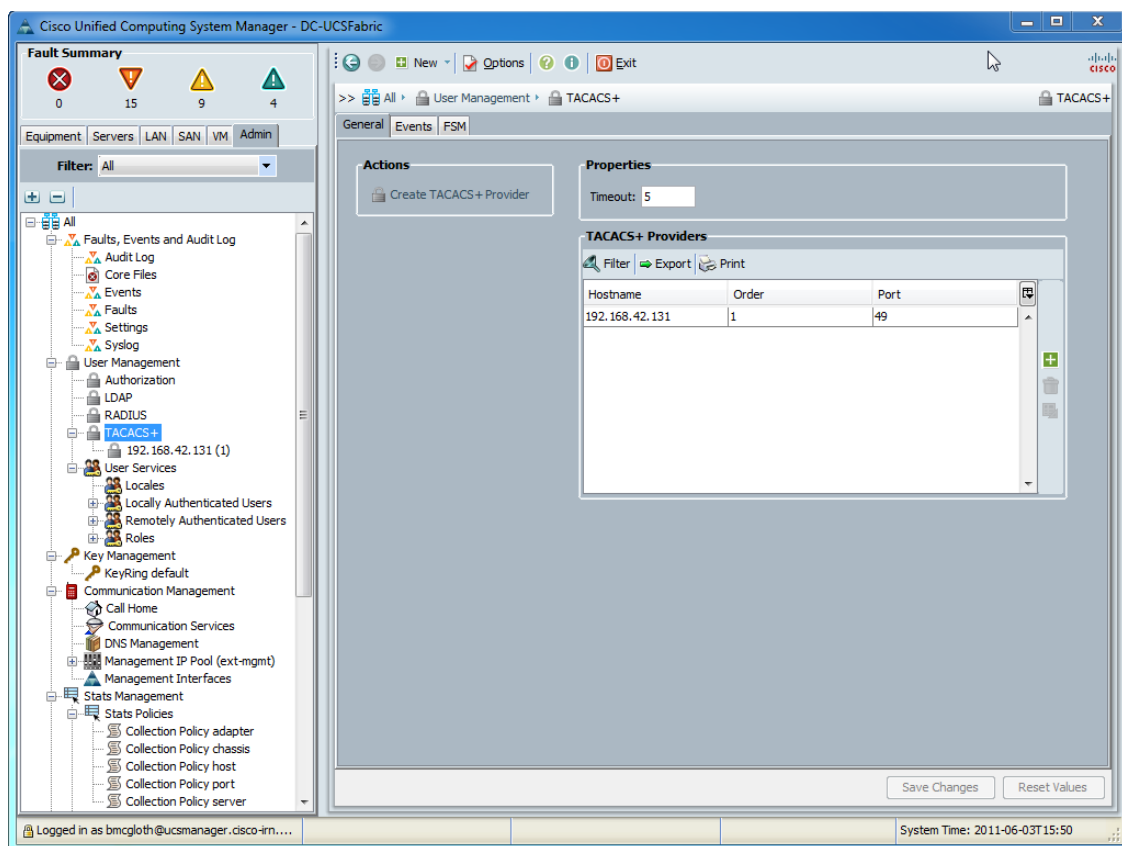 Cisco Unified Computing System Manager - DC-UCSFabric
Fault Summary
0 15 9 4
Equipment Servers LAN SAN VM Admin
Filter: All
All
Faults, Events and Audit Log
Audit Log
Core Files
Events
Faults
Settings
Syslog
User Management
Authorization
LDAP
RADIUS
TACACS+
192.168.42.131 (1)
User Services
Locales
Locally Authenticated Users
Remotely Authenticated Users
Roles
Key Management
KeyRing default
Communication Management
Call Home
Communication Services
DNS Management
Management IP Pool (ext-mgmt)
Management Interfaces
Stats Management
Stats Policies
Collection Policy adapter
Collection Policy chassis
Collection Policy host
Collection Policy port
Collection Policy server
New Options Exit
CISCO
>> All User Management TACACS+ TACACS+
General Events FSM
Actions
Create TACACS+ Provider
Properties
Timeout: 5
TACACS+ Providers
Filter Export Print
Hostname Order Port
192.168.42.131 1 49
Save Changes Reset Values
Logged in as bmcgloth@ucsmanager.cisco-irn....
System Time: 2011-06-03T15:50